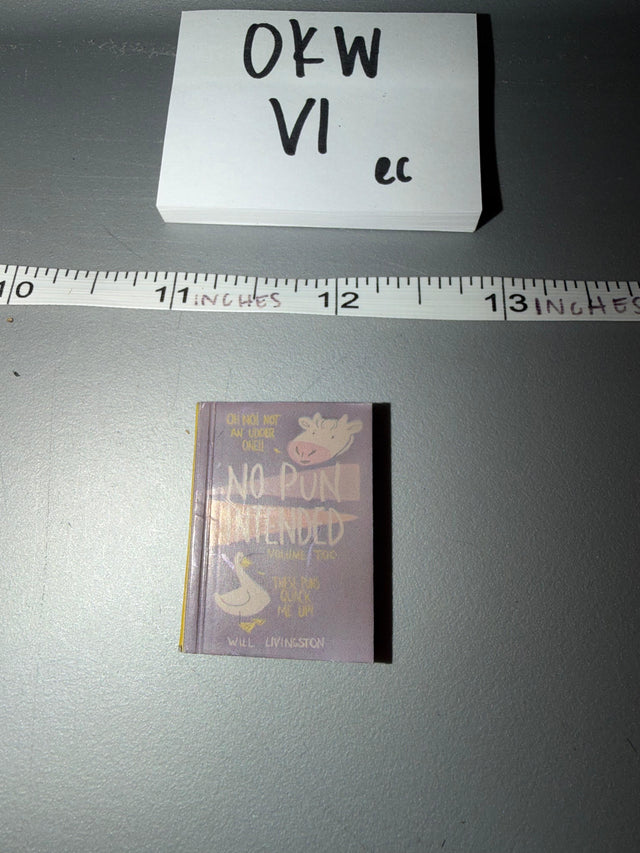 OKW
VI
ec
10 11 INCHES 12 13 INCHES
OH NO! NOT
AN UDDER
ONE!!
NO PUN
INTENDED
VOLUME TWO
THESE PUNS
QUACK
ME UP!
WILL LIVINGSTON